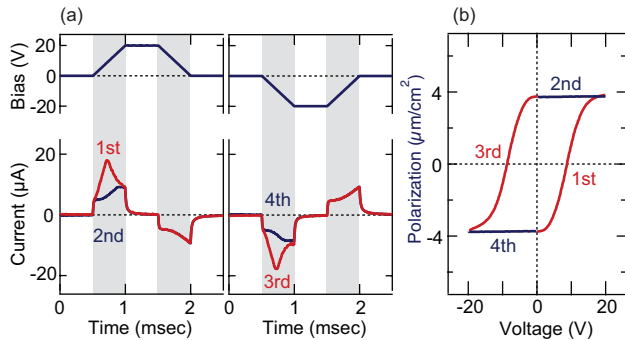 (a)
(b)
Bias (V)
20
0
-20
Current (µA)
20
0
-20
1st
2nd
4th
3rd
0
1
2
0
1
2
Time (msec)
Time (msec)
Polarization (µm/cm²)
4
0
-4
2nd
3rd
1st
4th
-20
0
20
Voltage (V)